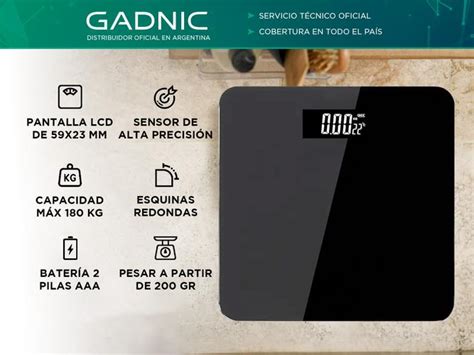 GADNIC
DISTRIBUIDOR OFICIAL EN ARGENTINA
SERVICIO TÉCNICO OFICIAL
COBERTURA EN TODO EL PAÍS
PANTALLA LCD
DE 59X23 MM
SENSOR DE
ALTA PRECISIÓN
KG
CAPACIDAD
MÁX 180 KG
ESQUINAS
REDONDAS
BATERÍA 2
PILAS AAA
PESAR A PARTIR
DE 200 GR
0.00